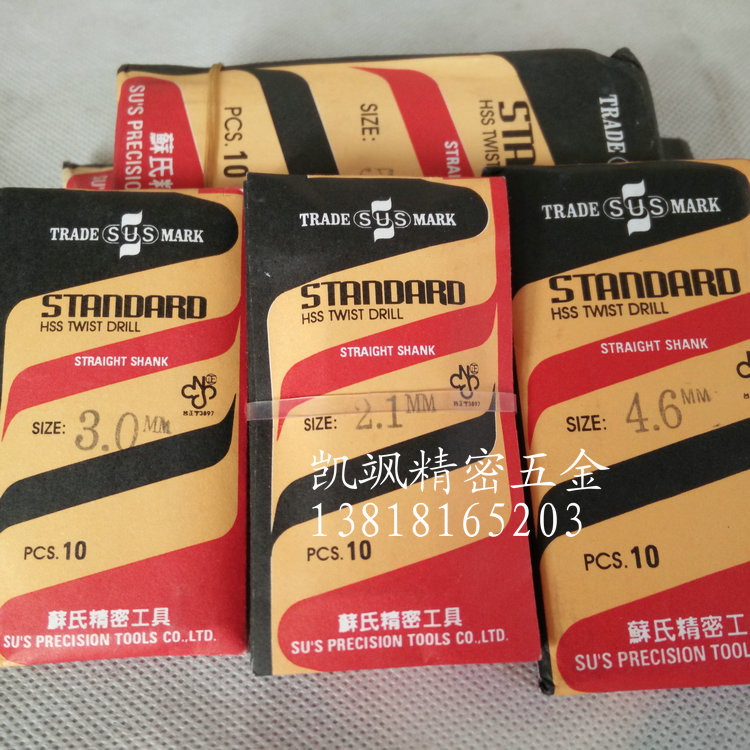 蘇氏精
SU'S PRECISION
PCS. 10
SIZE:
STRAIGHT
HSS TWIST
TRADE
TRADE SUS MARK
STANDARD
HSS TWIST DRILL
STRAIGHT SHANK
SIZE: 3.0 MM
PCS. 10
蘇氏精密工具
SU'S PRECISION TOOLS CO.,LTD.
TRADE SUS MARK
STANDARD
HSS TWIST DRILL
STRAIGHT SHANK
SIZE: 2.1 MM
PCS. 10
蘇氏精密工具
SU'S PRECISION TOOLS CO.,LTD.
TRADE SUS MARK
STANDARD
HSS TWIST DRILL
STRAIGHT SHANK
SIZE: 4.6 MM
PCS. 10
蘇氏精密工
SU'S PRECISION TOOLS
凯飒精密五金
13818165203